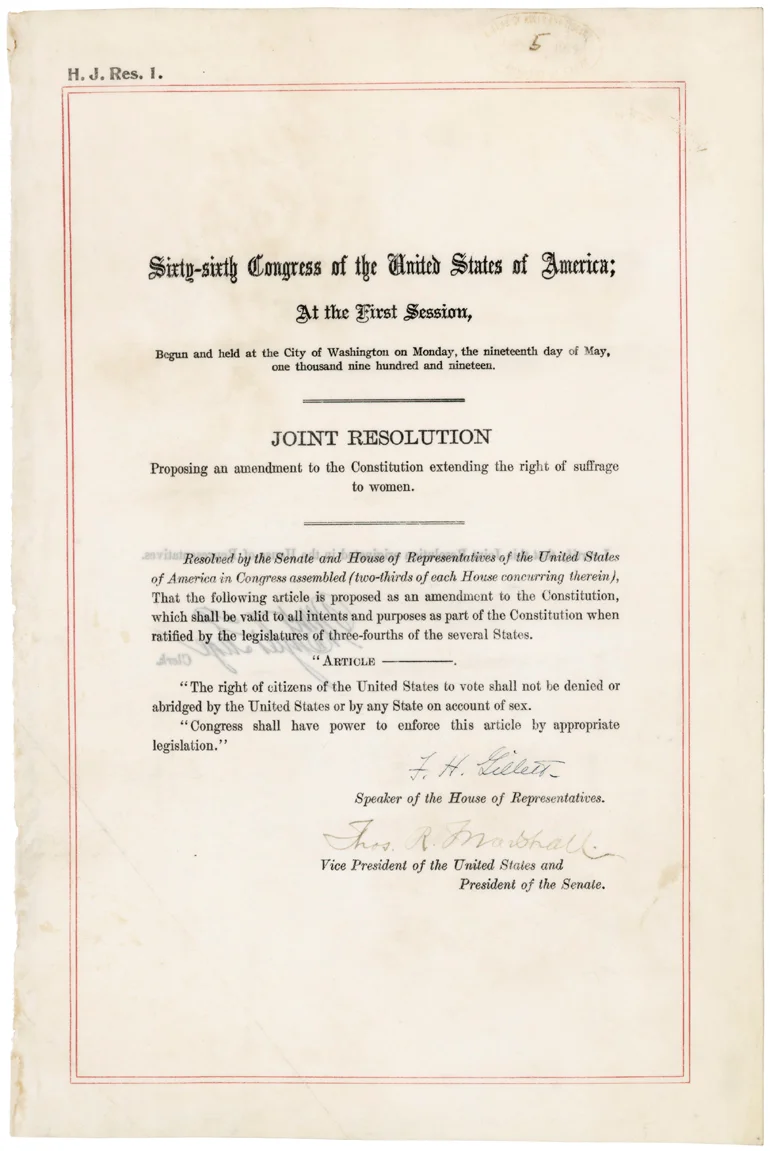 5
H. J. Res. 1.
Sixty-sixth Congress of the United States of America;
At the First Session,
Begun and held at the City of Washington on Monday, the nineteenth day of May,
one thousand nine hundred and nineteen.
JOINT RESOLUTION
Proposing an amendment to the Constitution extending the right of suffrage
to women.
Resolved by the Senate and House of Representatives of the United States
of America in Congress assembled (two-thirds of each House concurring therein),
That the following article is proposed as an amendment to the Constitution,
which shall be valid to all intents and purposes as part of the Constitution when
ratified by the legislatures of three-fourths of the several States.
"ARTICLE ————.
"The right of citizens of the United States to vote shall not be denied or
abridged by the United States or by any State on account of sex.
"Congress shall have power to enforce this article by appropriate
legislation."
F. H. Gillett
Speaker of the House of Representatives.
Thos. R. Marshall.
Vice President of the United States and
President of the Senate.